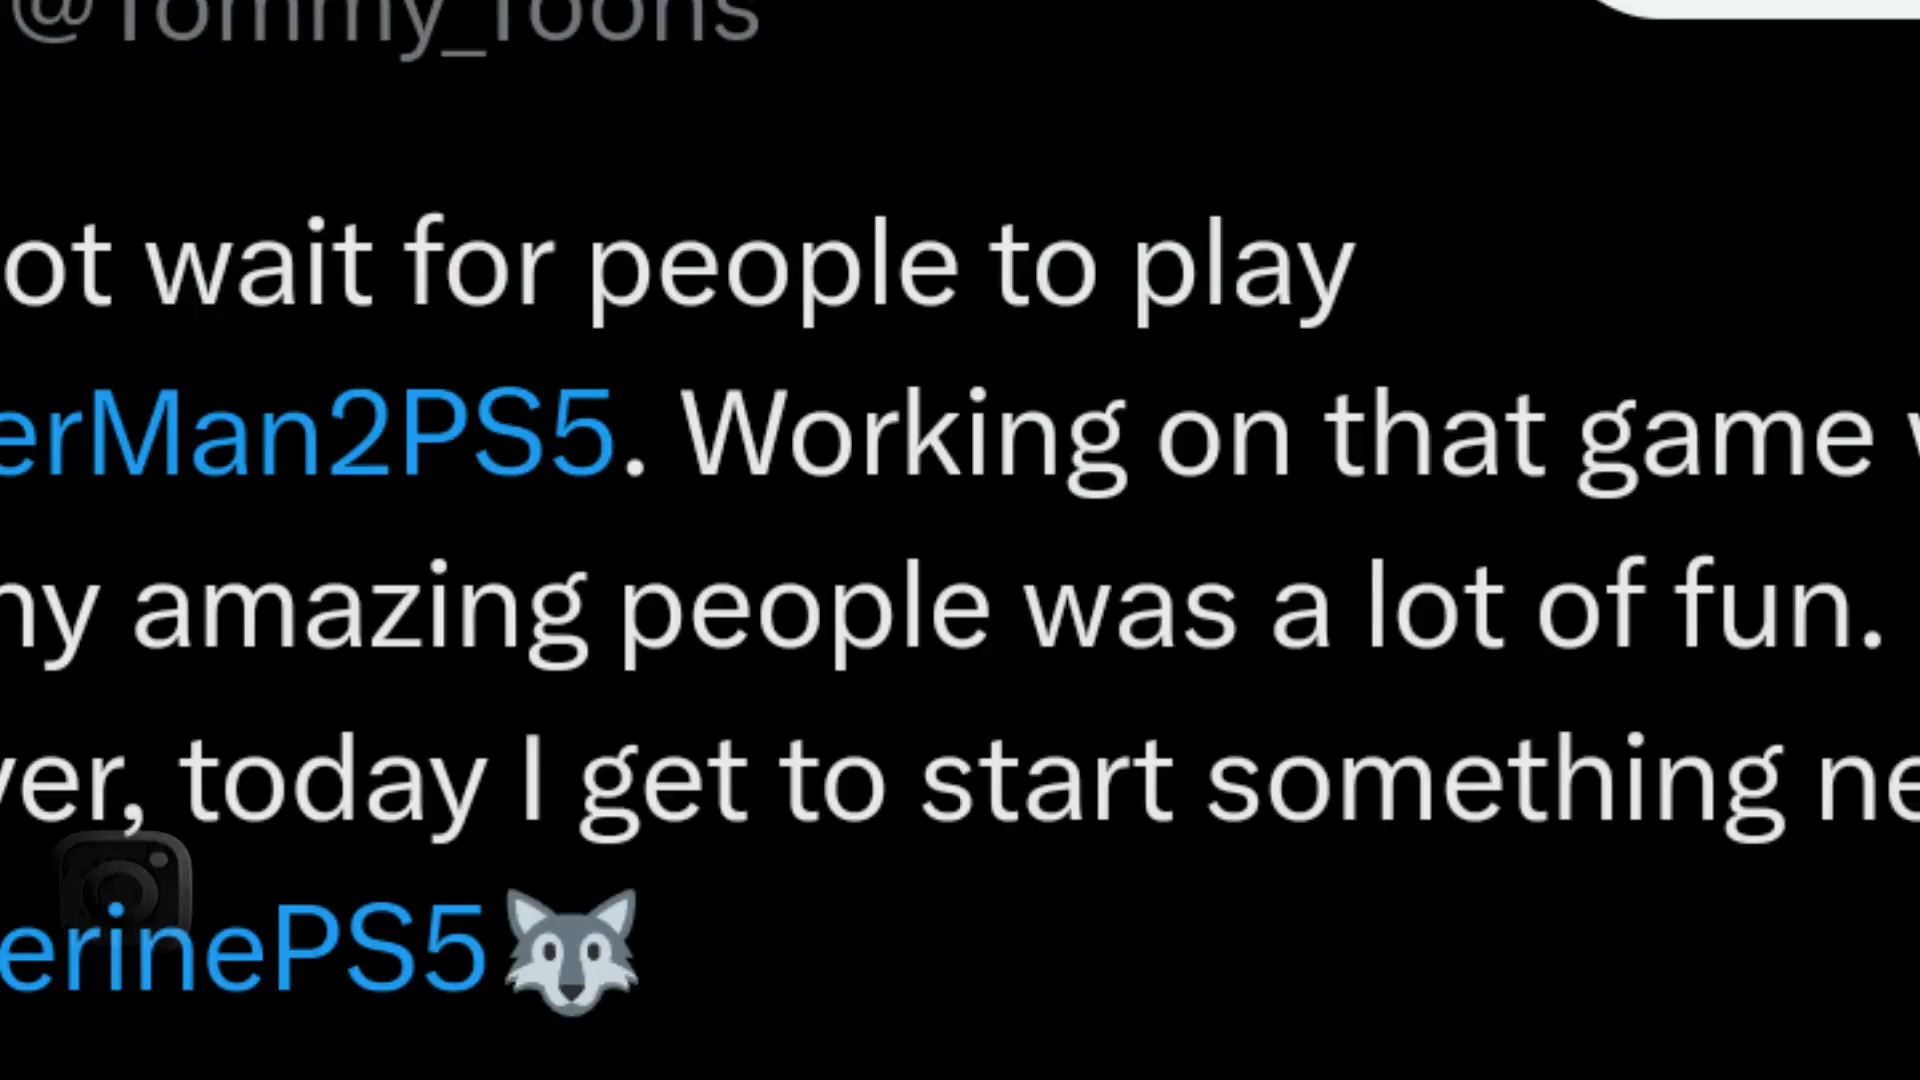 @Tommy_Toons
ot wait for people to play
erMan2PS5. Working on that game
ny amazing people was a lot of fun.
ver, today I get to start something ne
erinePS5